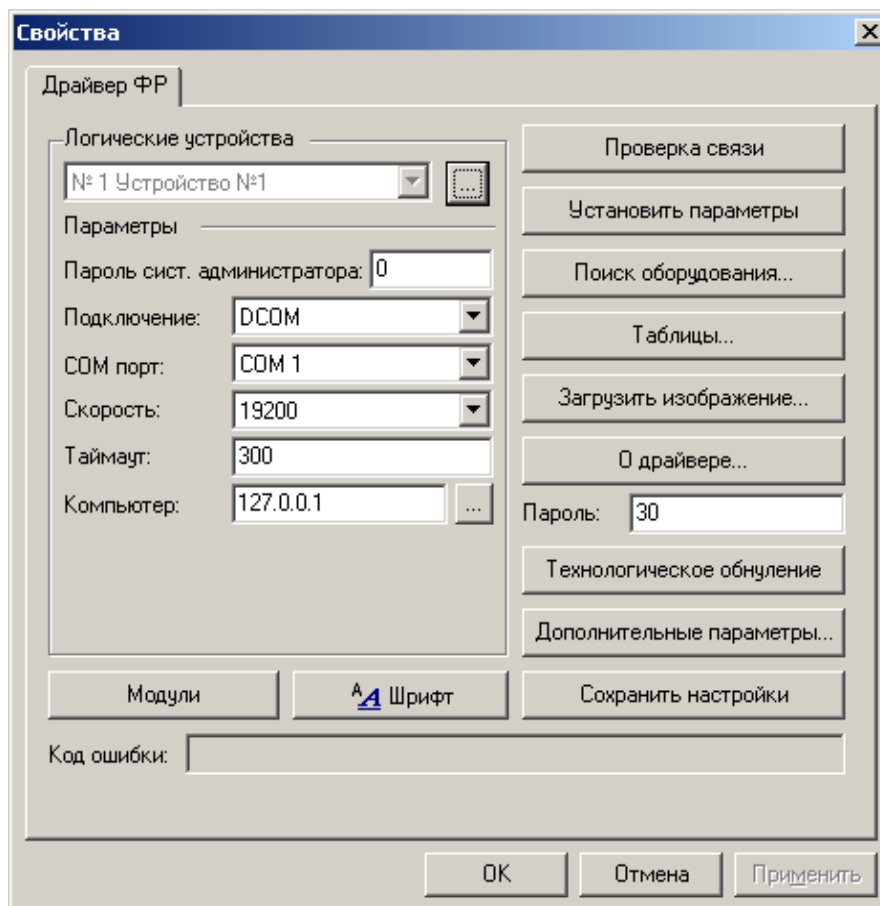 Свойства
Драйвер ФР
Логические устройства
№ 1 Устройство №1
...
Параметры
Пароль сист. администратора: 0
Подключение: DCOM
COM порт: COM 1
Скорость: 19200
Таймаут: 300
Компьютер: 127.0.0.1 ...
Проверка связи
Установить параметры
Поиск оборудования...
Таблицы...
Загрузить изображение...
О драйвере...
Пароль: 30
Технологическое обнуление
Дополнительные параметры...
Модули
AA Шрифт
Сохранить настройки
Код ошибки:
OK
Отмена
Применить